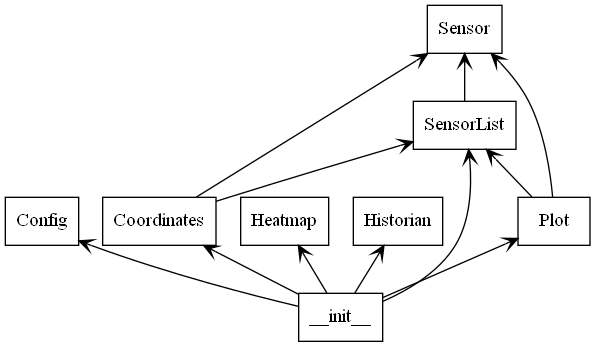 Sensor
SensorList
Config
Coordinates
Heatmap
Historian
Plot
__init__